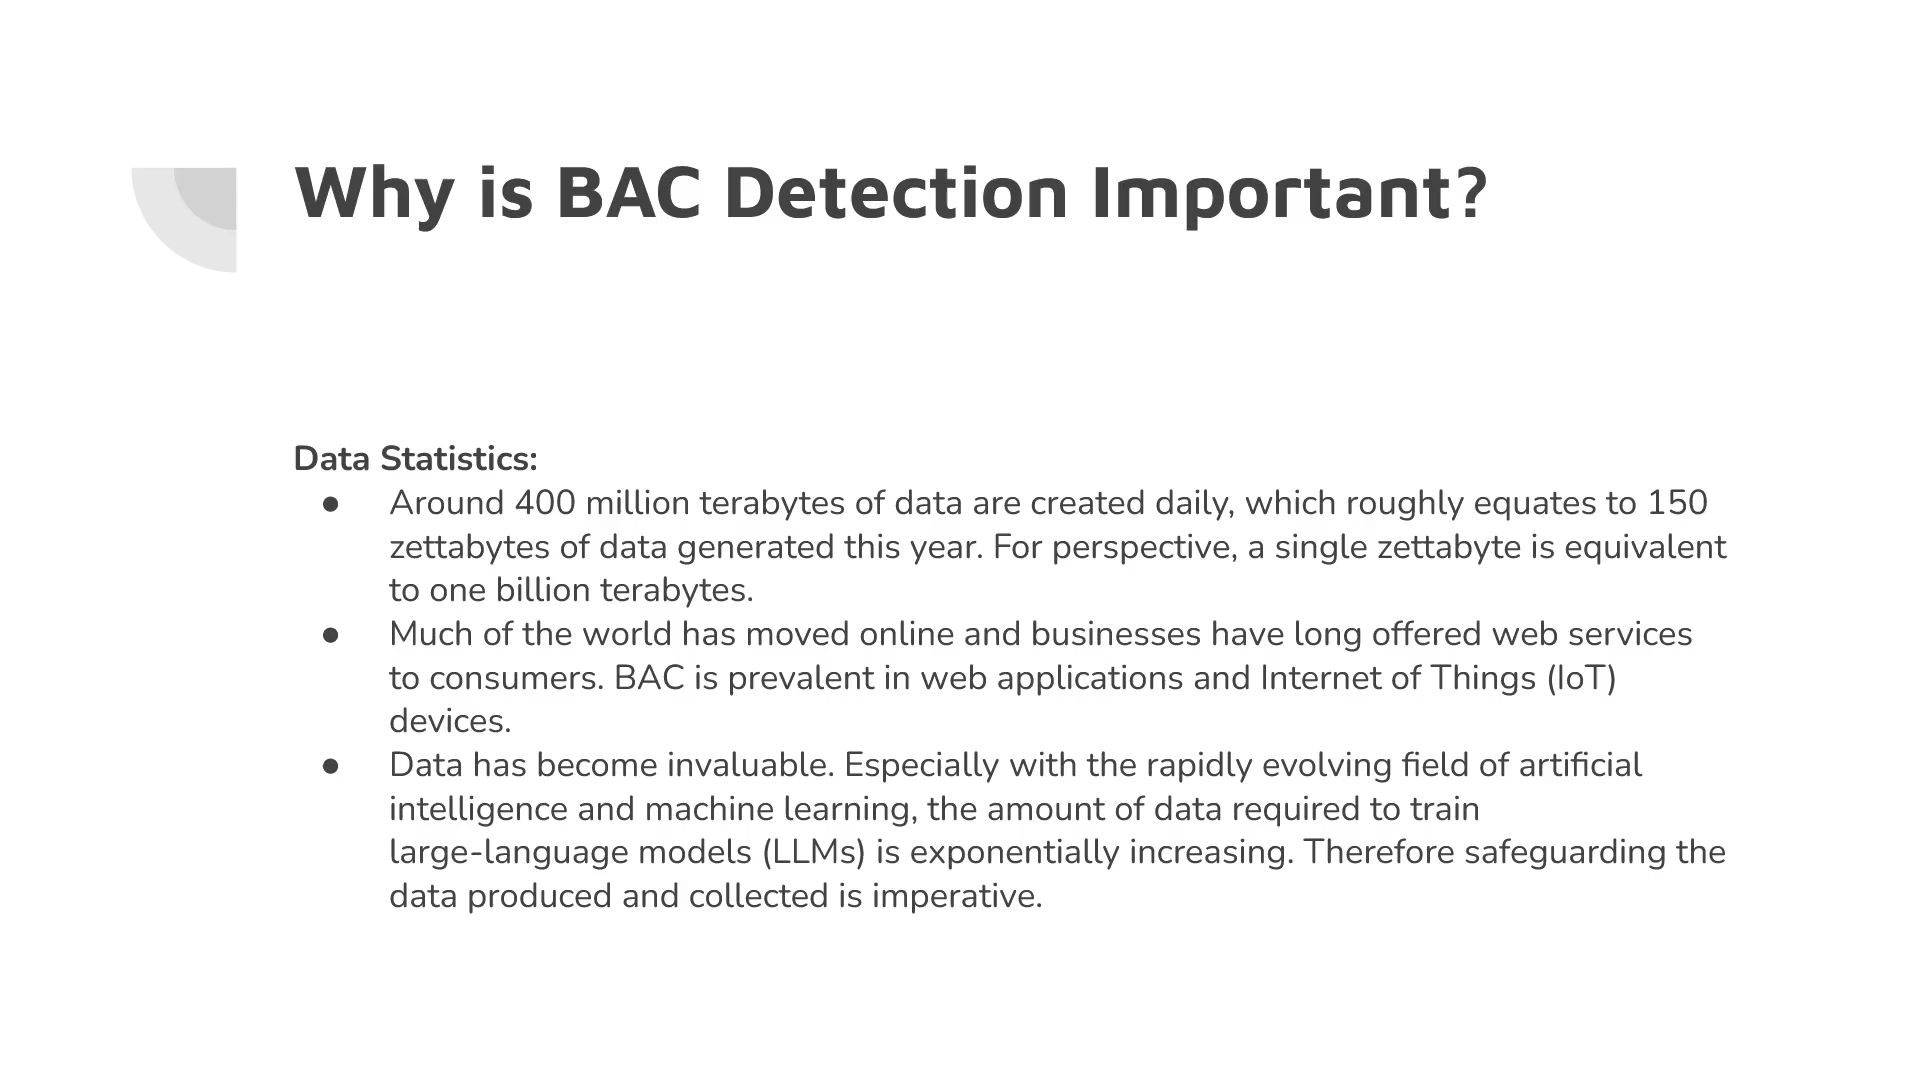 Why is BAC Detection Important?
Data Statistics:
● Around 400 million terabytes of data are created daily, which roughly equates to 150
zettabytes of data generated this year. For perspective, a single zettabyte is equivalent
to one billion terabytes.
● Much of the world has moved online and businesses have long offered web services
to consumers. BAC is prevalent in web applications and Internet of Things (IoT)
devices.
● Data has become invaluable. Especially with the rapidly evolving field of artificial
intelligence and machine learning, the amount of data required to train
large-language models (LLMs) is exponentially increasing. Therefore safeguarding the
data produced and collected is imperative.